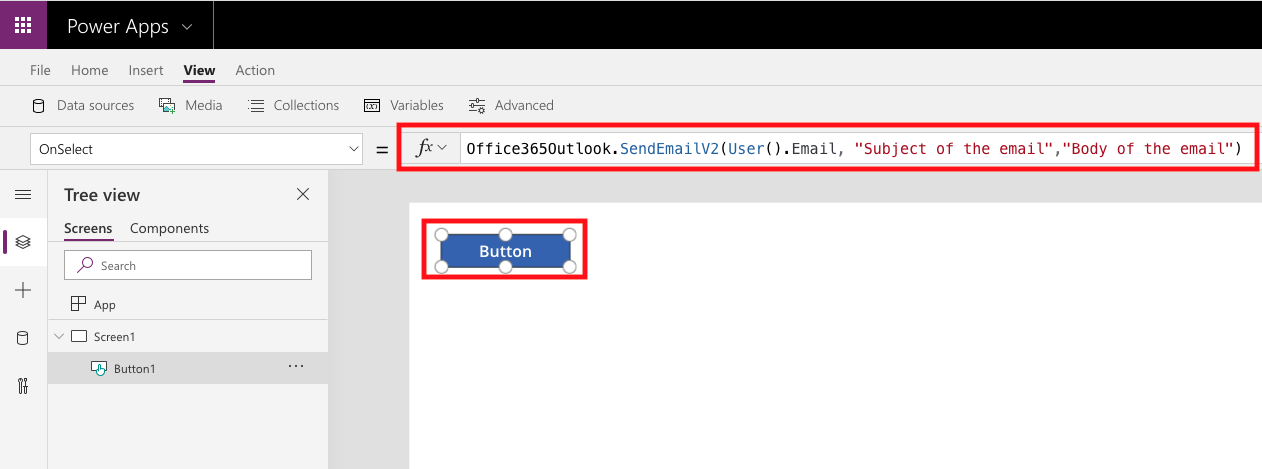 Power Apps
File Home Insert View Action
Data sources Media Collections Variables Advanced
OnSelect = fx Office365Outlook.SendEmailV2(User().Email, "Subject of the email","Body of the email")
Tree view
Screens Components
Search
App
Screen1
Button1 ...
Button